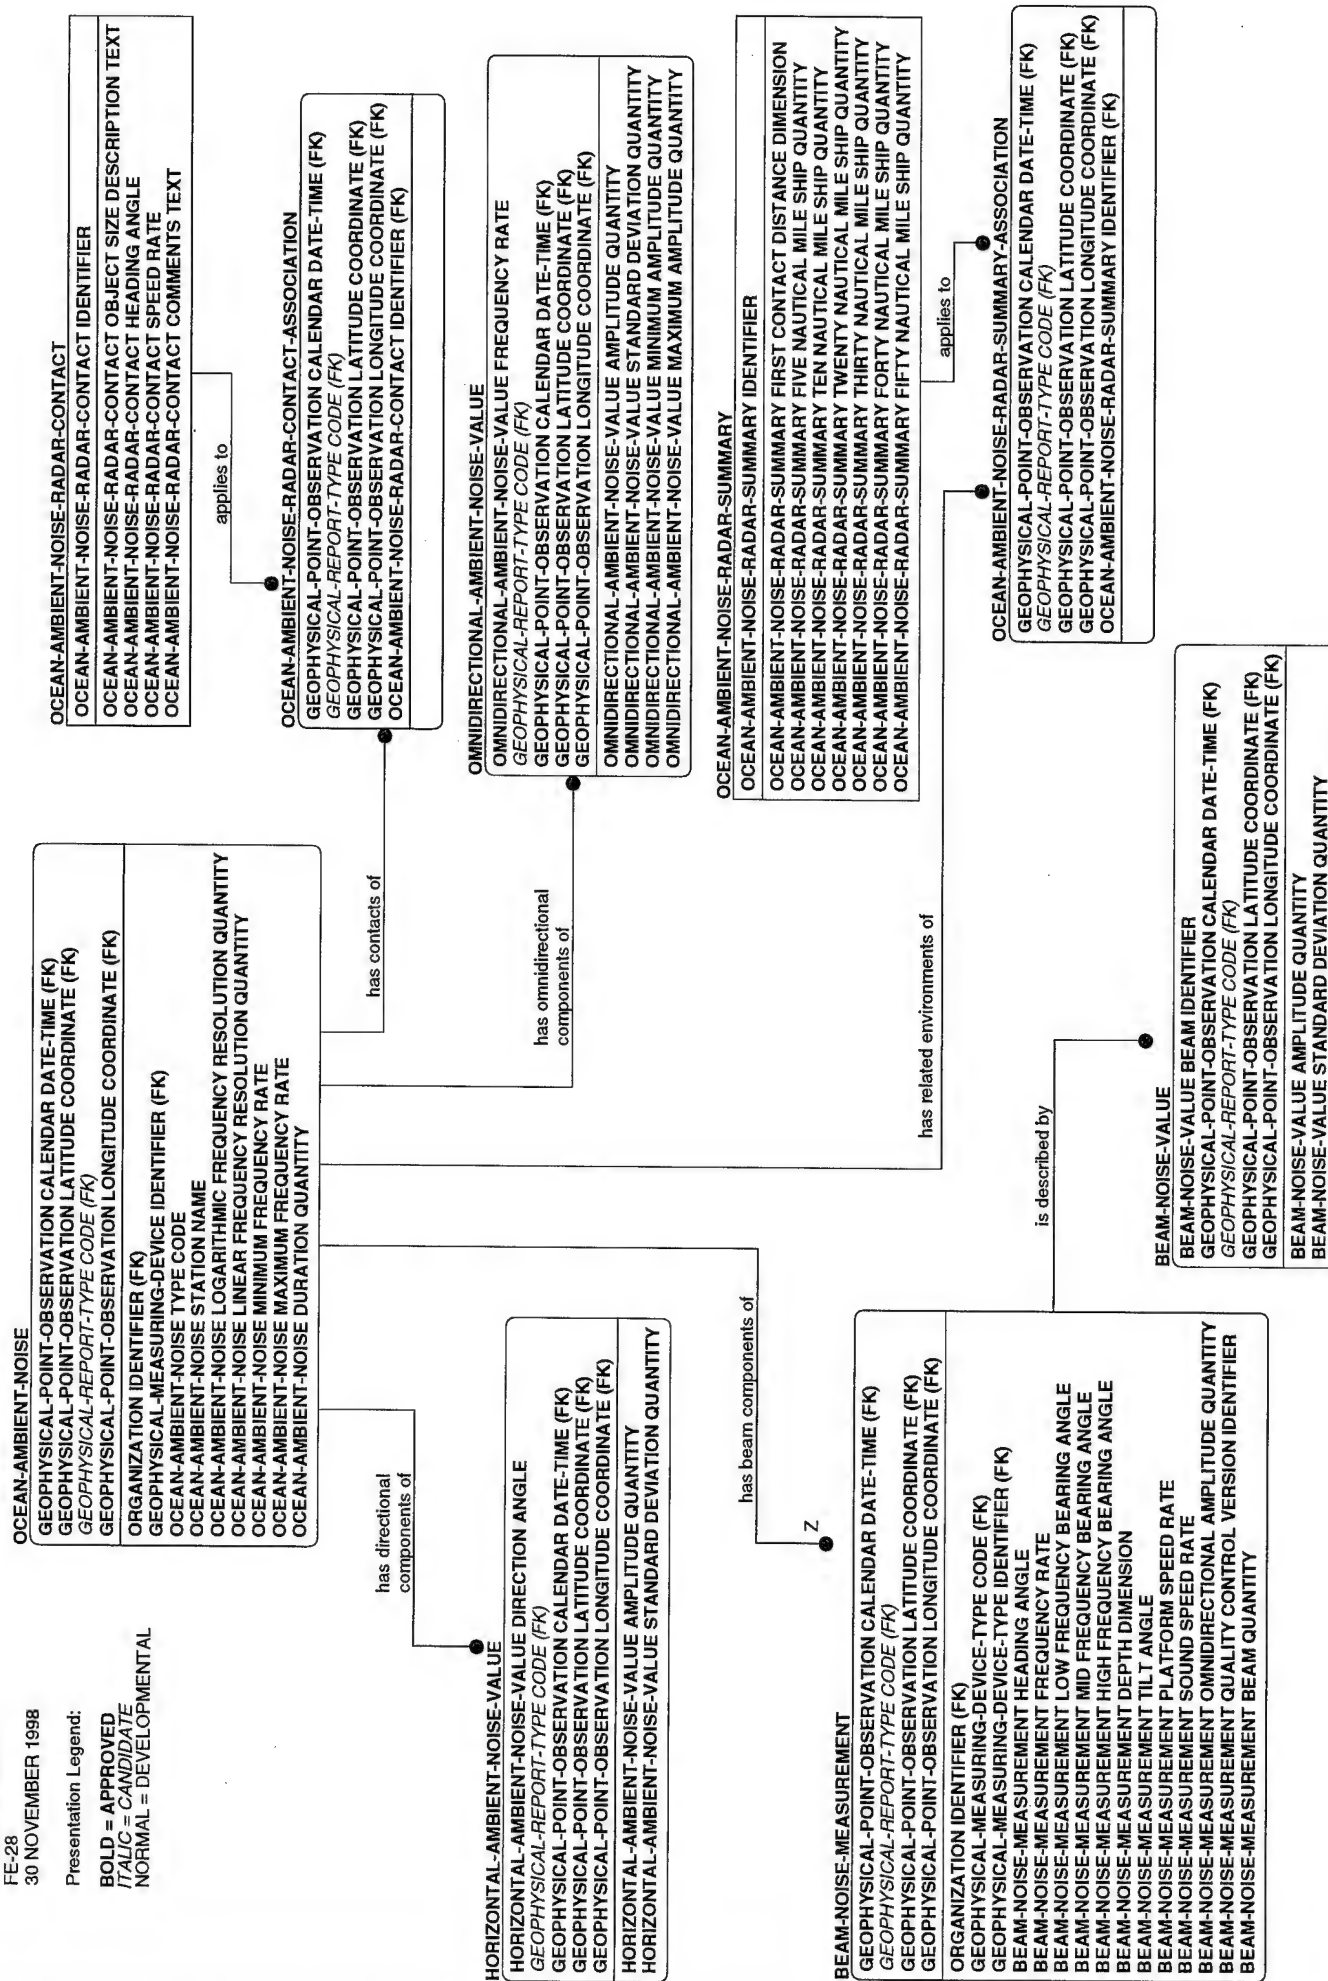 FE-28
30 NOVEMBER 1998
Presentation Legend:
BOLD = APPROVED
ITALIC = CANDIDATE
NORMAL = DEVELOPMENTAL
OCEAN-AMBIENT-NOISE
GEOPHYSICAL-POINT-OBSERVATION CALENDAR DATE-TIME (FK)
GEOPHYSICAL-POINT-OBSERVATION LATITUDE COORDINATE (FK)
GEOPHYSICAL-REPORT-TYPE CODE (FK)
GEOPHYSICAL-POINT-OBSERVATION LONGITUDE COORDINATE (FK)
ORGANIZATION IDENTIFIER (FK)
GEOPHYSICAL-MEASURING-DEVICE IDENTIFIER (FK)
OCEAN-AMBIENT-NOISE TYPE CODE
OCEAN-AMBIENT-NOISE STATION NAME
OCEAN-AMBIENT-NOISE LOGARITHMIC FREQUENCY RESOLUTION QUANTITY
OCEAN-AMBIENT-NOISE LINEAR FREQUENCY RESOLUTION QUANTITY
OCEAN-AMBIENT-NOISE MINIMUM FREQUENCY RATE
OCEAN-AMBIENT-NOISE MAXIMUM FREQUENCY RATE
OCEAN-AMBIENT-NOISE DURATION QUANTITY
OCEAN-AMBIENT-NOISE-RADAR-CONTACT
OCEAN-AMBIENT-NOISE-RADAR-CONTACT IDENTIFIER
OCEAN-AMBIENT-NOISE-RADAR-CONTACT OBJECT SIZE DESCRIPTION TEXT
OCEAN-AMBIENT-NOISE-RADAR-CONTACT HEADING ANGLE
OCEAN-AMBIENT-NOISE-RADAR-CONTACT SPEED RATE
OCEAN-AMBIENT-NOISE-RADAR-CONTACT COMMENTS TEXT
applies to
has contacts of
OCEAN-AMBIENT-NOISE-RADAR-CONTACT-ASSOCIATION
GEOPHYSICAL-POINT-OBSERVATION CALENDAR DATE-TIME (FK)
GEOPHYSICAL-REPORT-TYPE CODE (FK)
GEOPHYSICAL-POINT-OBSERVATION LATITUDE COORDINATE (FK)
GEOPHYSICAL-POINT-OBSERVATION LONGITUDE COORDINATE (FK)
OCEAN-AMBIENT-NOISE-RADAR-CONTACT IDENTIFIER (FK)
has directional
components of
has omnidirectional
components of
OMNIDIRECTIONAL-AMBIENT-NOISE-VALUE
OMNIDIRECTIONAL-AMBIENT-NOISE-VALUE FREQUENCY RATE
GEOPHYSICAL-REPORT-TYPE CODE (FK)
GEOPHYSICAL-POINT-OBSERVATION CALENDAR DATE-TIME (FK)
GEOPHYSICAL-POINT-OBSERVATION LATITUDE COORDINATE (FK)
GEOPHYSICAL-POINT-OBSERVATION LONGITUDE COORDINATE (FK)
OMNIDIRECTIONAL-AMBIENT-NOISE-VALUE AMPLITUDE QUANTITY
OMNIDIRECTIONAL-AMBIENT-NOISE-VALUE STANDARD DEVIATION QUANTITY
OMNIDIRECTIONAL-AMBIENT-NOISE-VALUE MINIMUM AMPLITUDE QUANTITY
OMNIDIRECTIONAL-AMBIENT-NOISE-VALUE MAXIMUM AMPLITUDE QUANTITY
HORIZONTAL-AMBIENT-NOISE-VALUE
HORIZONTAL-AMBIENT-NOISE-VALUE DIRECTION ANGLE
GEOPHYSICAL-REPORT-TYPE CODE (FK)
GEOPHYSICAL-POINT-OBSERVATION CALENDAR DATE-TIME (FK)
GEOPHYSICAL-POINT-OBSERVATION LATITUDE COORDINATE (FK)
GEOPHYSICAL-POINT-OBSERVATION LONGITUDE COORDINATE (FK)
HORIZONTAL-AMBIENT-NOISE-VALUE AMPLITUDE QUANTITY
HORIZONTAL-AMBIENT-NOISE-VALUE STANDARD DEVIATION QUANTITY
OCEAN-AMBIENT-NOISE-RADAR-SUMMARY
OCEAN-AMBIENT-NOISE-RADAR-SUMMARY IDENTIFIER
OCEAN-AMBIENT-NOISE-RADAR-SUMMARY FIRST CONTACT DISTANCE DIMENSION
OCEAN-AMBIENT-NOISE-RADAR-SUMMARY FIVE NAUTICAL MILE SHIP QUANTITY
OCEAN-AMBIENT-NOISE-RADAR-SUMMARY TEN NAUTICAL MILE SHIP QUANTITY
OCEAN-AMBIENT-NOISE-RADAR-SUMMARY TWENTY NAUTICAL MILE SHIP QUANTITY
OCEAN-AMBIENT-NOISE-RADAR-SUMMARY THIRTY NAUTICAL MILE SHIP QUANTITY
OCEAN-AMBIENT-NOISE-RADAR-SUMMARY FORTY NAUTICAL MILE SHIP QUANTITY
OCEAN-AMBIENT-NOISE-RADAR-SUMMARY FIFTY NAUTICAL MILE SHIP QUANTITY
has beam components of
Z
has related environments of
applies to
OCEAN-AMBIENT-NOISE-RADAR-SUMMARY-ASSOCIATION
GEOPHYSICAL-POINT-OBSERVATION CALENDAR DATE-TIME (FK)
GEOPHYSICAL-REPORT-TYPE CODE (FK)
GEOPHYSICAL-POINT-OBSERVATION LATITUDE COORDINATE (FK)
GEOPHYSICAL-POINT-OBSERVATION LONGITUDE COORDINATE (FK)
OCEAN-AMBIENT-NOISE-RADAR-SUMMARY IDENTIFIER (FK)
BEAM-NOISE-MEASUREMENT
GEOPHYSICAL-POINT-OBSERVATION CALENDAR DATE-TIME (FK)
GEOPHYSICAL-REPORT-TYPE CODE (FK)
GEOPHYSICAL-POINT-OBSERVATION LATITUDE COORDINATE (FK)
GEOPHYSICAL-POINT-OBSERVATION LONGITUDE COORDINATE (FK)
ORGANIZATION IDENTIFIER (FK)
GEOPHYSICAL-MEASURING-DEVICE-TYPE CODE (FK)
GEOPHYSICAL-MEASURING-DEVICE-TYPE IDENTIFIER (FK)
BEAM-NOISE-MEASUREMENT HEADING ANGLE
BEAM-NOISE-MEASUREMENT FREQUENCY RATE
BEAM-NOISE-MEASUREMENT LOW FREQUENCY BEARING ANGLE
BEAM-NOISE-MEASUREMENT MID FREQUENCY BEARING ANGLE
BEAM-NOISE-MEASUREMENT HIGH FREQUENCY BEARING ANGLE
BEAM-NOISE-MEASUREMENT DEPTH DIMENSION
BEAM-NOISE-MEASUREMENT TILT ANGLE
BEAM-NOISE-MEASUREMENT PLATFORM SPEED RATE
BEAM-NOISE-MEASUREMENT SOUND SPEED RATE
BEAM-NOISE-MEASUREMENT OMNIDIRECTIONAL AMPLITUDE QUANTITY
BEAM-NOISE-MEASUREMENT QUALITY CONTROL VERSION IDENTIFIER
BEAM-NOISE-MEASUREMENT BEAM QUANTITY
is described by
BEAM-NOISE-VALUE
BEAM-NOISE-VALUE BEAM IDENTIFIER
GEOPHYSICAL-POINT-OBSERVATION CALENDAR DATE-TIME (FK)
GEOPHYSICAL-REPORT-TYPE CODE (FK)
GEOPHYSICAL-POINT-OBSERVATION LATITUDE COORDINATE (FK)
GEOPHYSICAL-POINT-OBSERVATION LONGITUDE COORDINATE (FK)
BEAM-NOISE-VALUE AMPLITUDE QUANTITY
BEAM-NOISE-VALUE STANDARD DEVIATION QUANTITY